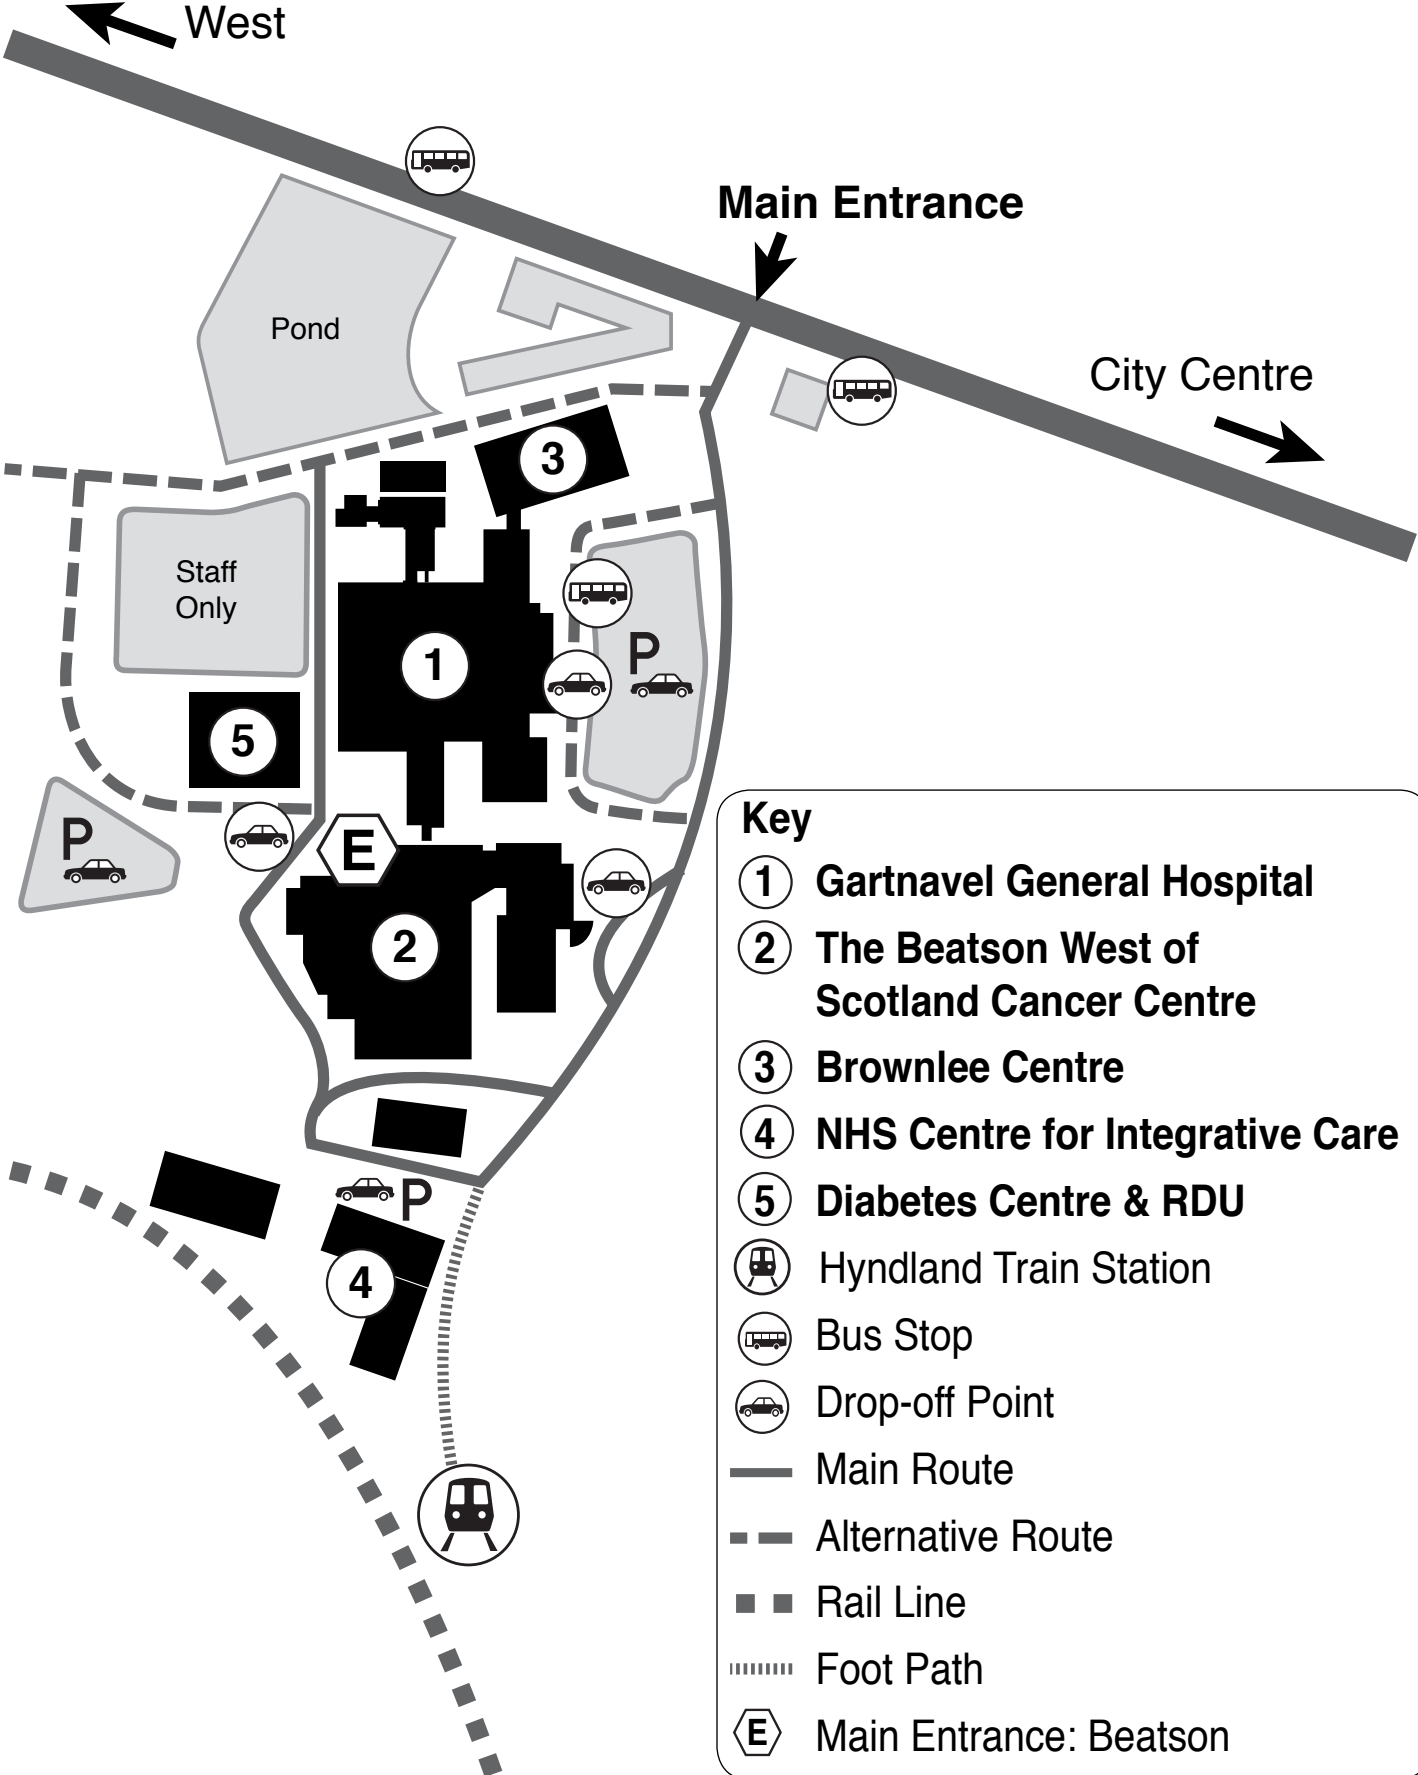 West
Main Entrance
Pond
City Centre
3
Staff
Only
1
P
5
P
E
2
P
4
Key
1 Gartnavel General Hospital
2 The Beatson West of
Scotland Cancer Centre
3 Brownlee Centre
4 NHS Centre for Integrative Care
5 Diabetes Centre & RDU
Hyndland Train Station
Bus Stop
Drop-off Point
Main Route
Alternative Route
Rail Line
Foot Path
E Main Entrance: Beatson